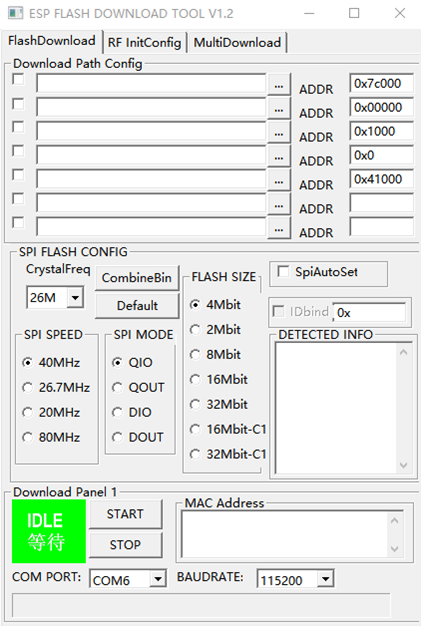 ESP FLASH DOWNLOAD TOOL V1.2
FlashDownload RF InitConfig MultiDownload
Download Path Config
... ADDR 0x7c000
... ADDR 0x00000
... ADDR 0x1000
... ADDR 0x0
... ADDR 0x41000
... ADDR
... ADDR
SPI FLASH CONFIG
CrystalFreq
26M
CombineBin
Default
SPI SPEED
40MHz
26.7MHz
20MHz
80MHz
SPI MODE
QIO
QOUT
DIO
DOUT
FLASH SIZE
4Mbit
2Mbit
8Mbit
16Mbit
32Mbit
16Mbit-C1
32Mbit-C1
SpiAutoSet
IDbind 0x
DETECTED INFO
Download Panel 1
IDLE
等待
START
STOP
MAC Address
COM PORT: COM6 BAUDRATE: 115200